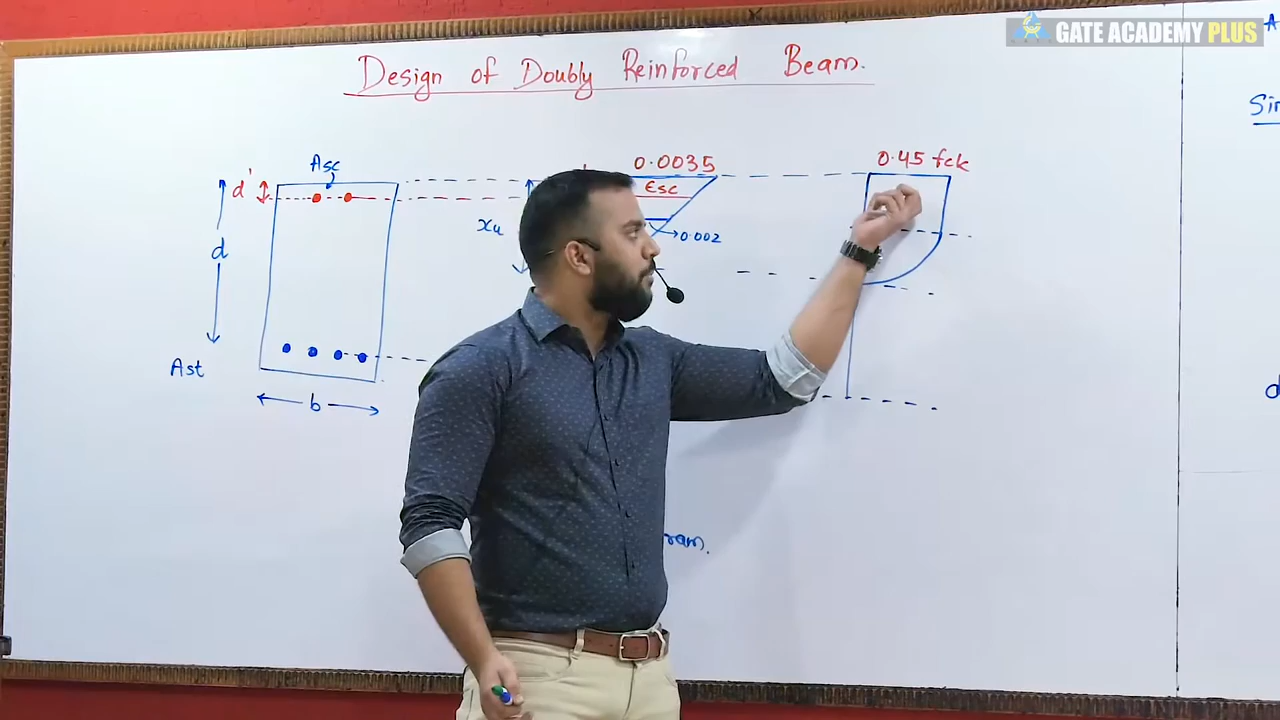 GATE ACADEMY PLUS
Design of Doubly Reinforced Beam.
Asc
d'
d
Ast
b
0.0035
εsc
xu
0.002
0.45 fck